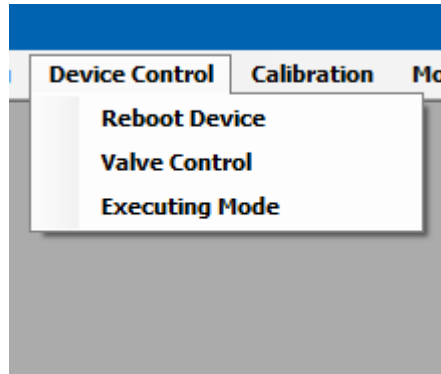 Device Control Calibration
Reboot Device
Valve Control
Executing Mode